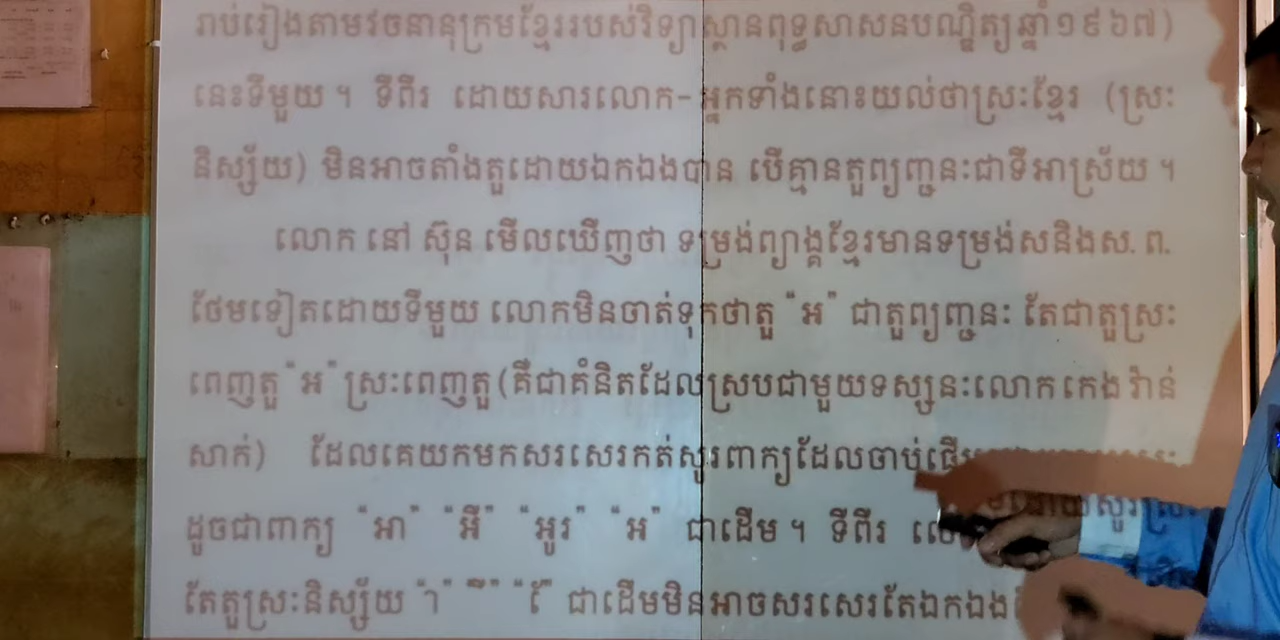 រាប់រៀងតាមវចនានុក្រមខ្មែររបស់វិទ្យាស្ថានពុទ្ធសាសនបណ្ឌិត្យឆ្នាំ១៩៦៧)
នេះទីមួយ ។ ទីពីរ ដោយសារលោក-អ្នកទាំងនោះយល់ថាស្រះខ្មែរ (ស្រះ
និស្ស័យ) មិនអាចតាំងតួដោយឯកឯងបាន បើគ្មានតួព្យញ្ជនះជាទីអាស្រ័យ ។
លោក នៅ ស៊ុន មើលឃើញថា ទម្រង់ព្យាង្គខ្មែរមានទម្រង់សនិងស. ព.
ថែមទៀតដោយទីមួយ លោកមិនចាត់ទុកថាតួ “អ” ជាតួព្យញ្ជនះ តែជាតួស្រះ
ពេញតួ “អ” ស្រះពេញតួ (គឺជាគំនិតដែលស្របជាមួយទស្សនះលោក កេង វ៉ាន់
សាក់) ដែលគេយកមកសរសេរកត់សូរពាក្យដែលចាប់ផ្ដើម
ដូចជាពាក្យ “អា” “អី” “អូរ” “អ” ជាដើម ។ ទីពីរ
តែតួស្រះនិស្ស័យ “ា” “ី” “ែ” ជាដើមមិនអាចសរសេរតែឯកឯង